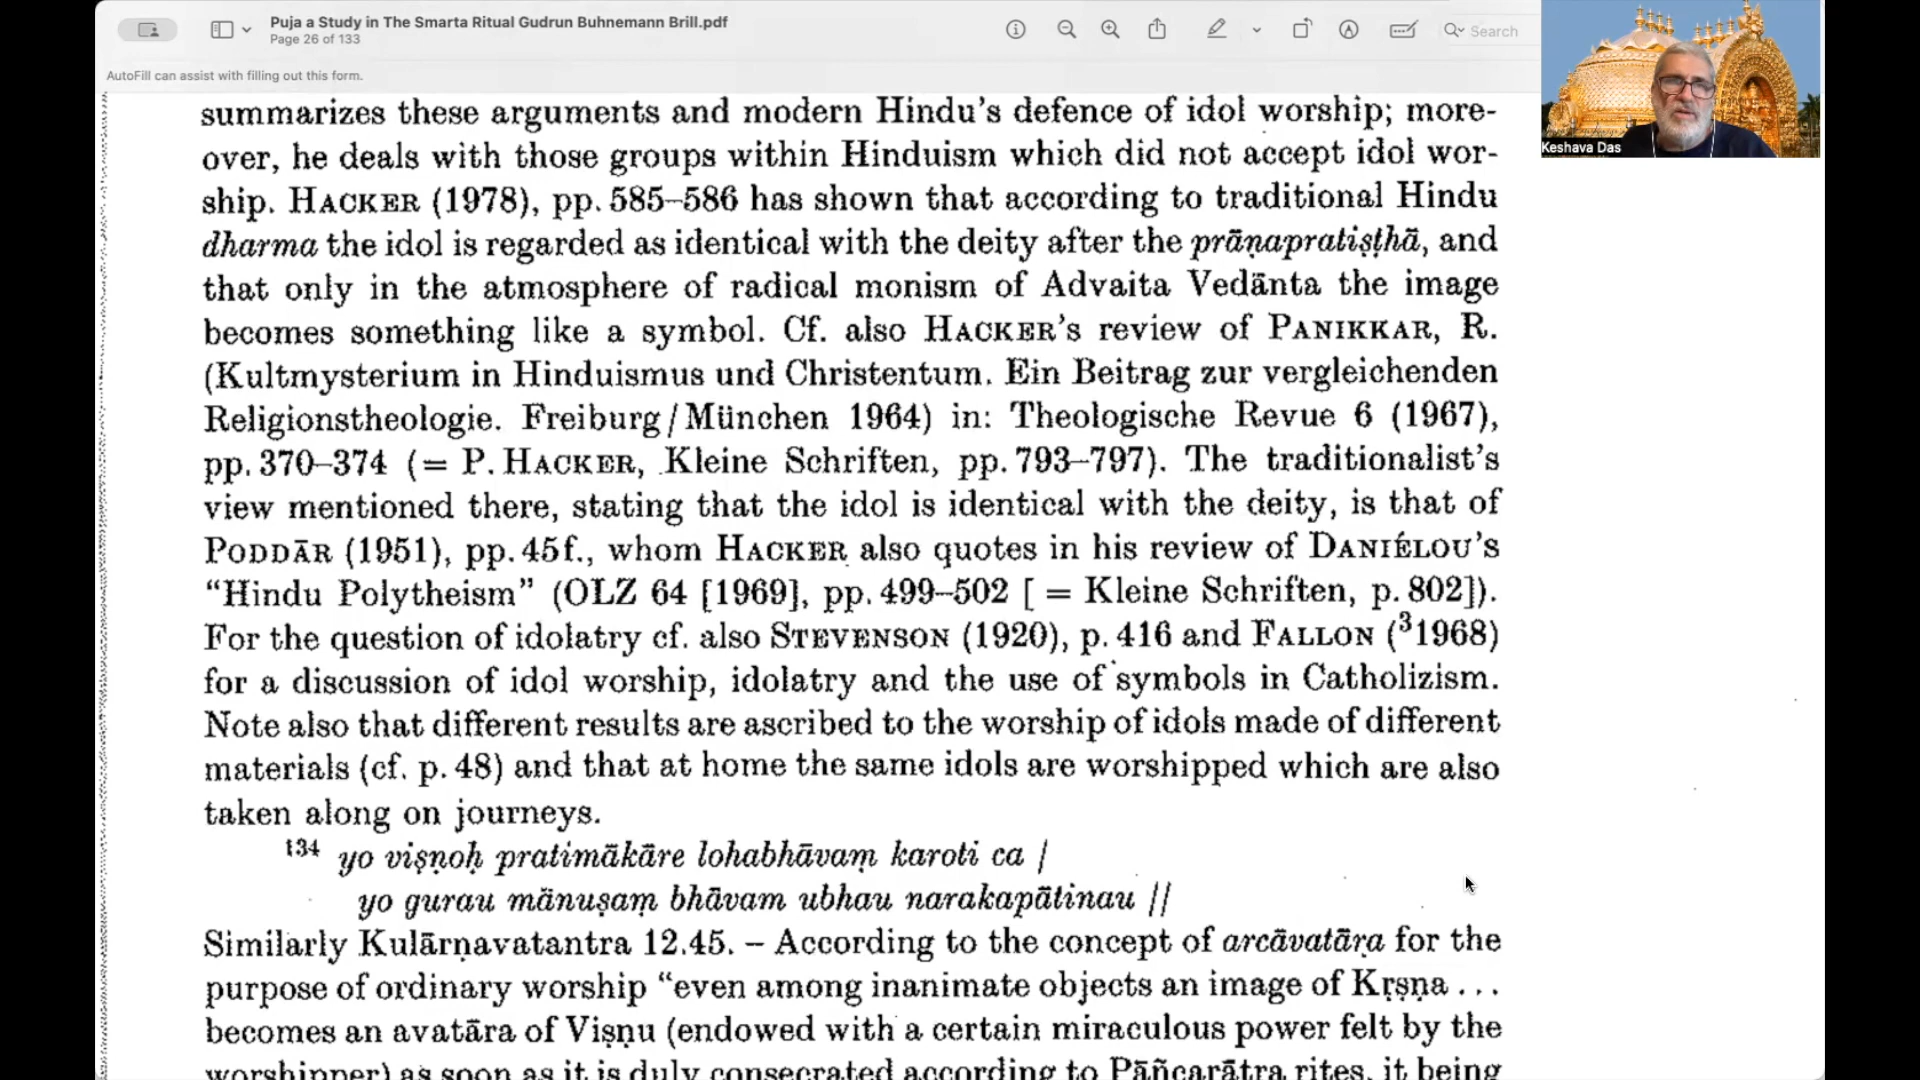 Puja a Study in The Smarta Ritual Gudrun Buhnemann Brill.pdf
Page 26 of 133
Search
AutoFill can assist with filling out this form.
Keshava Das
summarizes these arguments and modern Hindu's defence of idol worship; more-
over, he deals with those groups within Hinduism which did not accept idol wor-
ship. HACKER (1978), pp. 585–586 has shown that according to traditional Hindu
dharma the idol is regarded as identical with the deity after the prāṇapratiṣṭhā, and
that only in the atmosphere of radical monism of Advaita Vedānta the image
becomes something like a symbol. Cf. also HACKER's review of PANIKKAR, R.
(Kultmysterium in Hinduismus und Christentum. Ein Beitrag zur vergleichenden
Religionstheologie. Freiburg/München 1964) in: Theologische Revue 6 (1967),
pp. 370–374 (= P. HACKER, Kleine Schriften, pp. 793–797). The traditionalist's
view mentioned there, stating that the idol is identical with the deity, is that of
PODDĀR (1951), pp. 45f., whom HACKER also quotes in his review of DANIÉLOU's
“Hindu Polytheism” (OLZ 64 [1969], pp. 499–502 [ = Kleine Schriften, p. 802]).
For the question of idolatry cf. also STEVENSON (1920), p. 416 and FALLON (³1968)
for a discussion of idol worship, idolatry and the use of symbols in Catholizism.
Note also that different results are ascribed to the worship of idols made of different
materials (cf. p. 48) and that at home the same idols are worshipped which are also
taken along on journeys.
134 yo viṣṇoḥ pratimākāre lohabhāvaṃ karoti ca /
yo gurau mānuṣaṃ bhāvam ubhau narakapātinau //
Similarly Kulārṇavatantra 12.45. – According to the concept of arcāvatāra for the
purpose of ordinary worship “even among inanimate objects an image of Kṛṣṇa ...
becomes an avatāra of Viṣṇu (endowed with a certain miraculous power felt by the
worshipper) as soon as it is duly consecrated according to Pāñcarātra rites, it being